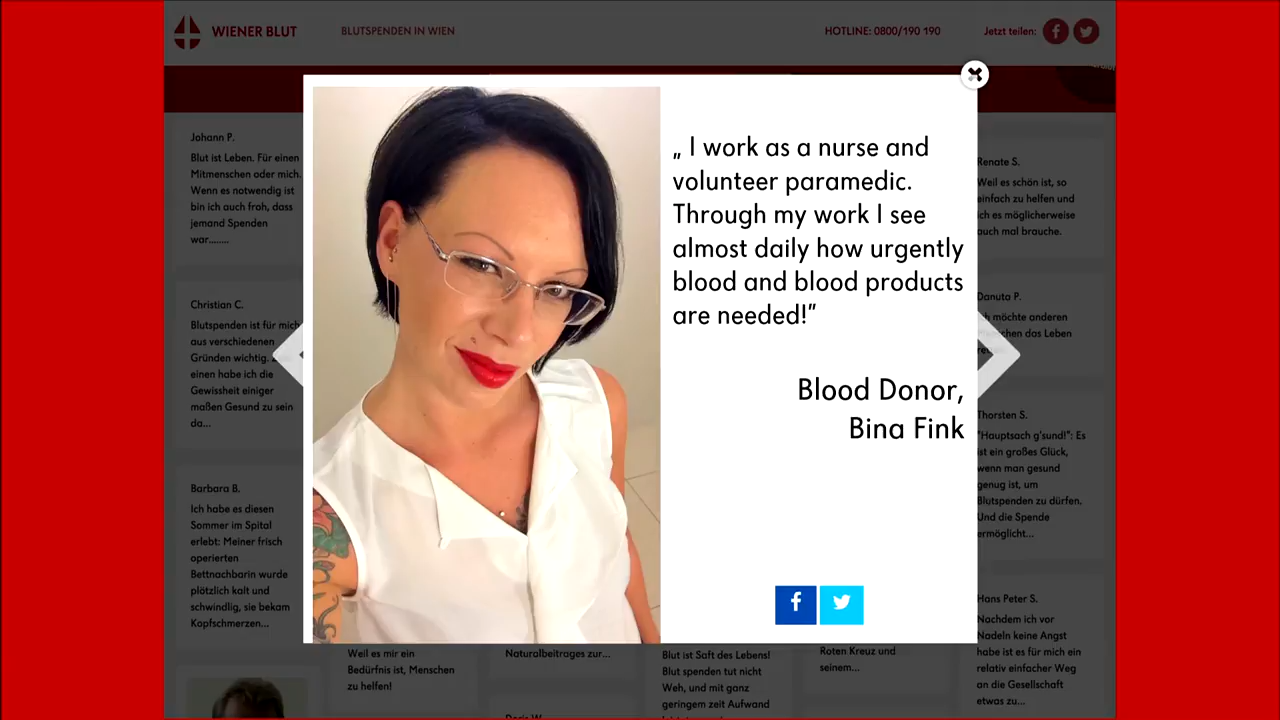 WIENER BLUT
BLUTSPENDEN IN WIEN
HOTLINE: 0800/190 190
Jetzt teilen:
„ I work as a nurse and
volunteer paramedic.
Through my work I see
almost daily how urgently
blood and blood products
are needed!”
Blood Donor,
Bina Fink
Johann P.
Blut ist Leben. Für einen
Mitmenschen oder mich.
Wenn es notwendig ist
bin ich auch froh, dass
jemand Spenden
war........
Christian C.
Blutspenden ist für mich
aus verschiedenen
Gründen wichtig.
einen habe ich die
Gewissheit einiger
maßen Gesund zu sein
da...
Barbara B.
Ich habe es diesen
Sommer im Spital
erlebt: Meiner frisch
operierten
Bettnachbarin wurde
plötzlich kalt und
schwindig, sie bekam
Kopfschmerzen...
Weil es mir ein
Bedürfnis ist, Menschen
zu helfen!
Naturalbeitrages zur...
Doris W.
Blut ist Saft des Lebens!
Blut spenden tut nicht
Weh, und mit ganz
geringem zeit Aufwand
Roten Kreuz und
seinem...
Renate S.
Weil es schön ist, so
einfach zu helfen und
ich es möglicherweise
auch mal brauche.
Danuta P.
möchte anderen
das Leben
Thorsten S.
"Hauptsach g'sund!": Es
ist ein großes Glück,
wenn man gesund
genug ist, um
Blutspenden zu dürfen.
Und die Spende
ermöglicht...
Hans Peter S.
Nachdem ich vor
Nadeln keine Angst
habe ist es für mich ein
relativ einfacher Weg
an die Gesellschaft
etwas zu...